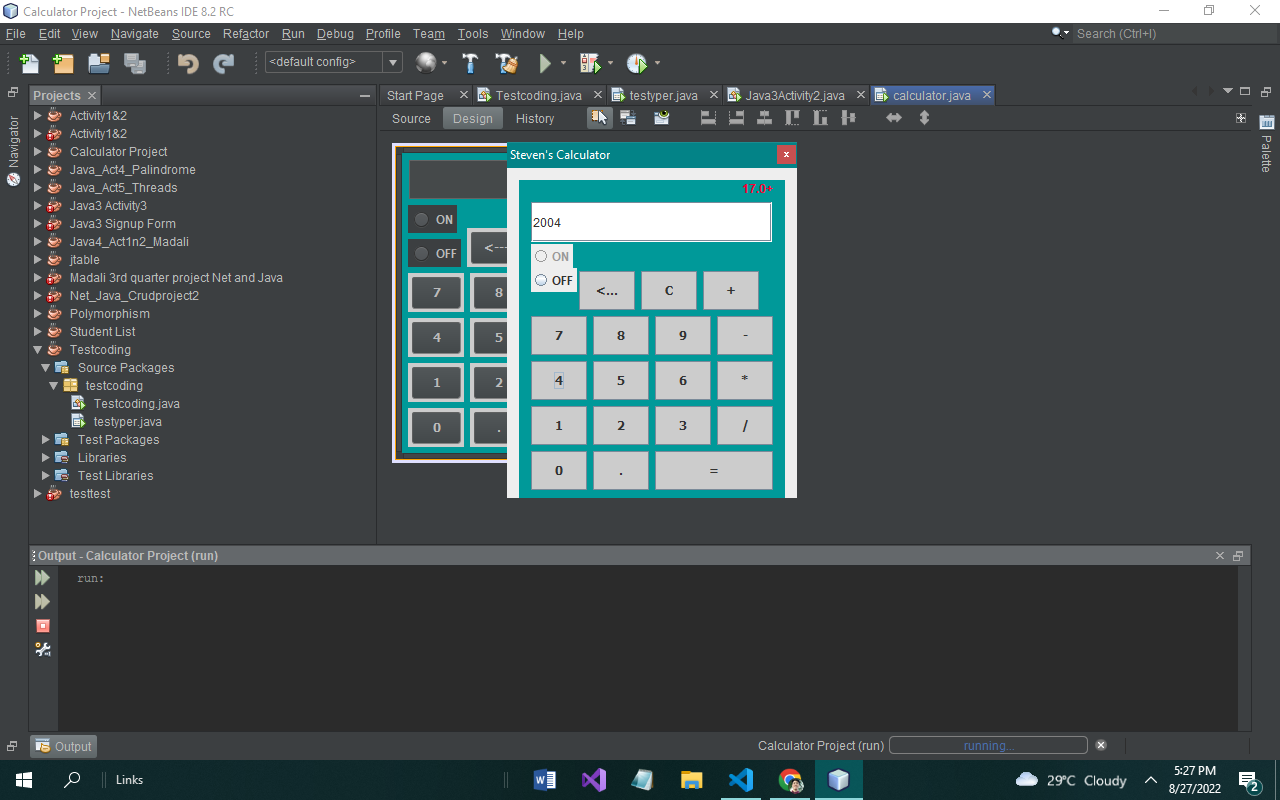 Calculator Project - NetBeans IDE 8.2 RC
File Edit View Navigate Source Refactor Run Debug Profile Team Tools Window Help
Search (Ctrl+I)
<default config>
Projects
Navigator
Activity1&2
Activity1&2
Calculator Project
Java_Act4_Palindrome
Java_Act5_Threads
Java3 Activity3
Java3 Signup Form
Java4_Act1n2_Madali
jtable
Madali 3rd quarter project Net and Java
Net_Java_Crudproject2
Polymorphism
Student List
Testcoding
Source Packages
testcoding
Testcoding.java
testyper.java
Test Packages
Libraries
Test Libraries
testtest
Start Page Testcoding.java testyper.java Java3Activity2.java calculator.java
Source Design History
Palette
ON
OFF <--
7 8
4 5
1 2
0 .
Steven's Calculator x
17.0+
2004
ON
OFF
<... C +
7 8 9 -
4 5 6 *
1 2 3 /
0 . =
Output - Calculator Project (run)
run:
Output
Calculator Project (run) running...
Links
29°C Cloudy
5:27 PM
8/27/2022
2